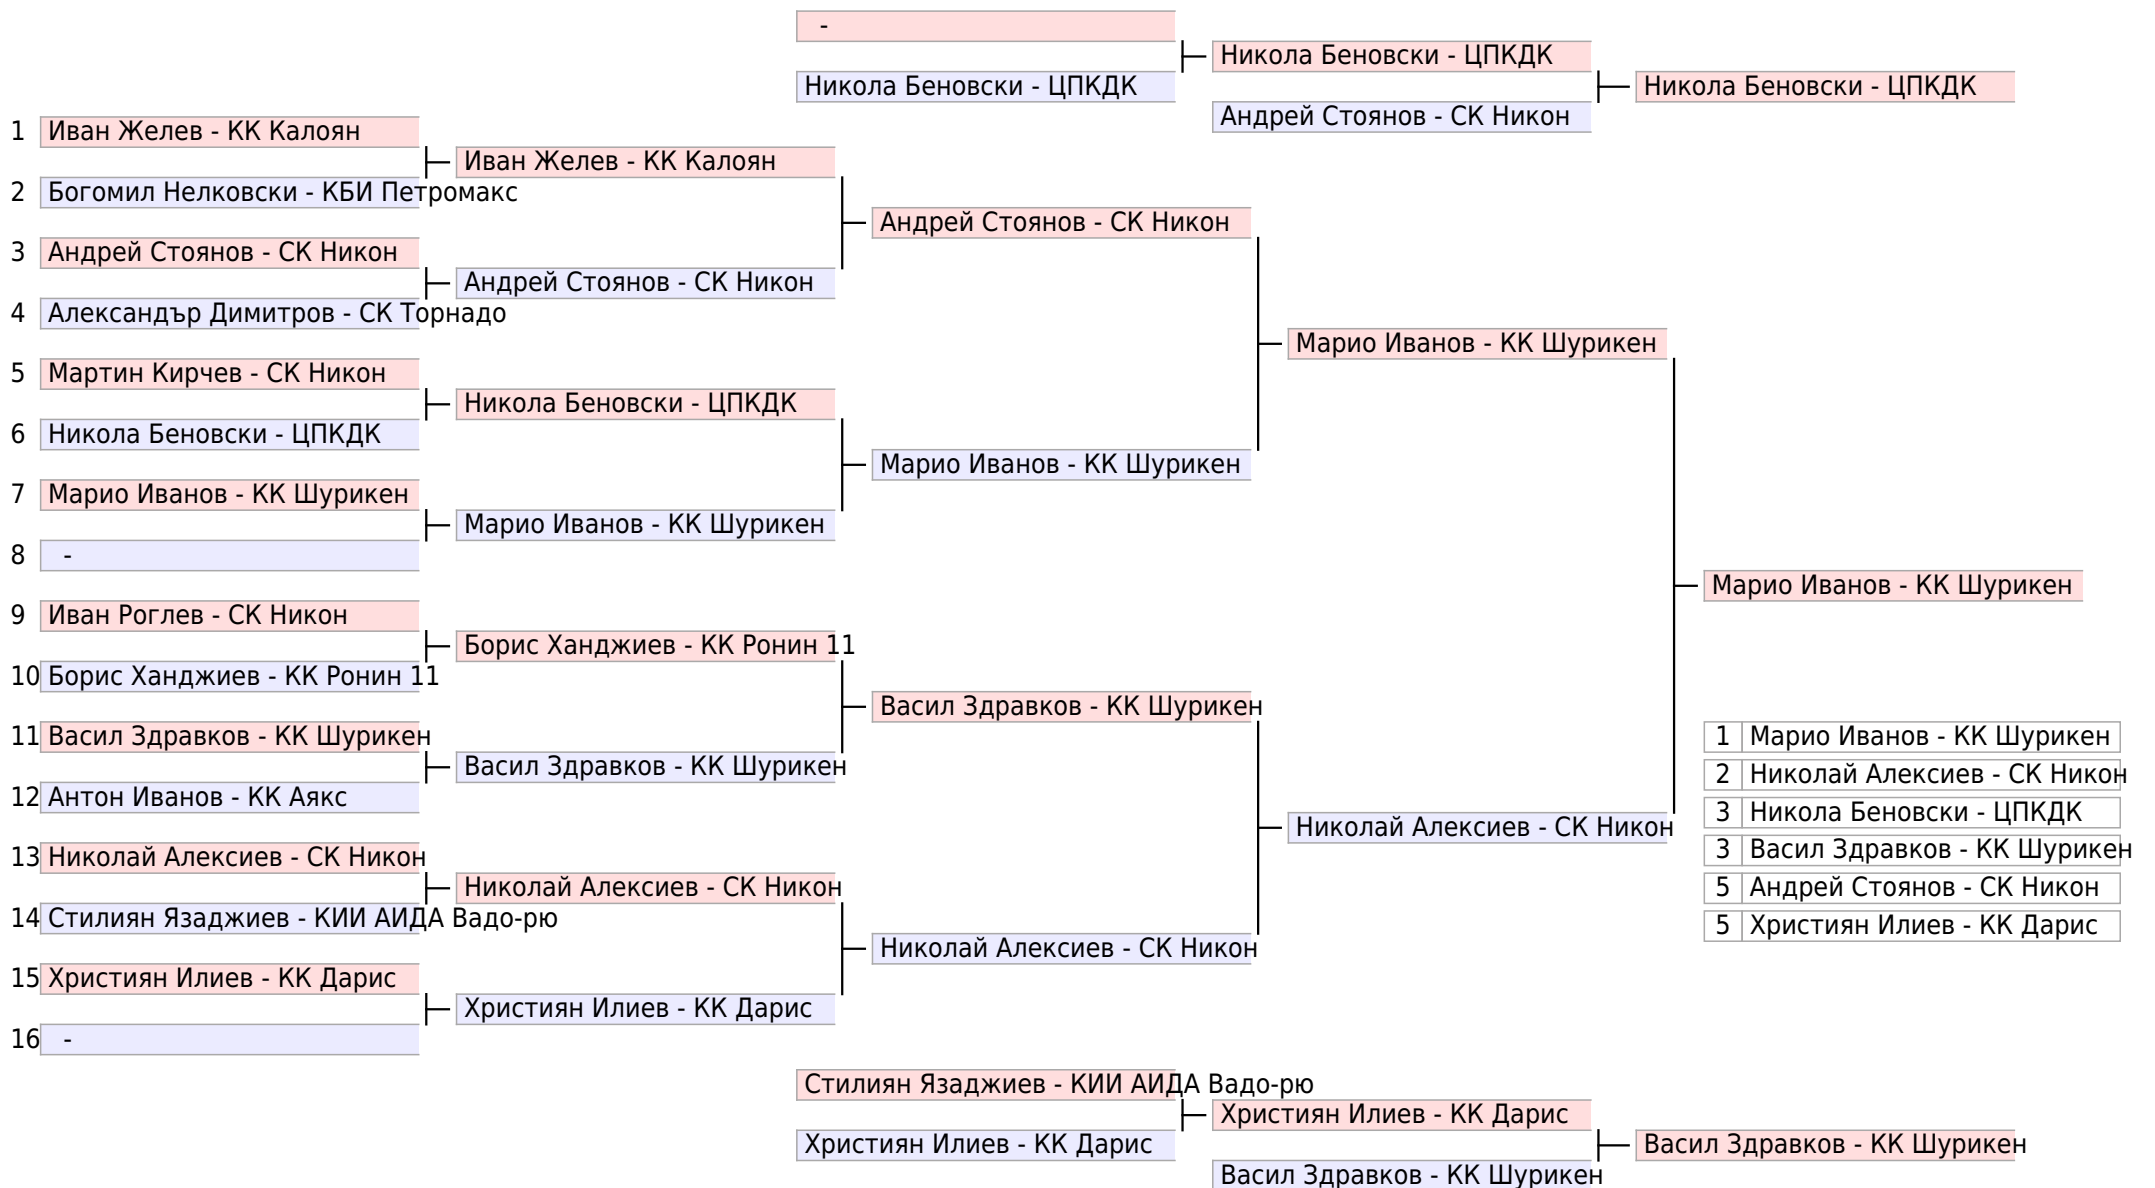 -
Никола Беновски - ЦПКДК
Никола Беновски - ЦПКДК
Андрей Стоянов - СК Никон
Никола Беновски - ЦПКДК
1 Иван Желев - КК Калоян
2 Богомил Нелковски - КБИ Петромакс
3 Андрей Стоянов - СК Никон
4 Александър Димитров - СК Торнадо
5 Мартин Кирчев - СК Никон
6 Никола Беновски - ЦПКДК
7 Марио Иванов - КК Шурикен
8 -
9 Иван Роглев - СК Никон
10 Борис Ханджиев - КК Ронин 11
11 Васил Здравков - КК Шурикен
12 Антон Иванов - КК Аякс
13 Николай Алексиев - СК Никон
14 Стилиян Язаджиев - КИИ АИДА Вадо-рю
15 Християн Илиев - КК Дарис
16 -
Иван Желев - КК Калоян
Андрей Стоянов - СК Никон
Никола Беновски - ЦПКДК
Марио Иванов - КК Шурикен
Борис Ханджиев - КК Ронин 11
Васил Здравков - КК Шурикен
Николай Алексиев - СК Никон
Християн Илиев - КК Дарис
Андрей Стоянов - СК Никон
Марио Иванов - КК Шурикен
Васил Здравков - КК Шурикен
Николай Алексиев - СК Никон
Марио Иванов - КК Шурикен
Николай Алексиев - СК Никон
Марио Иванов - КК Шурикен
1 Марио Иванов - КК Шурикен
2 Николай Алексиев - СК Никон
3 Никола Беновски - ЦПКДК
3 Васил Здравков - КК Шурикен
5 Андрей Стоянов - СК Никон
5 Християн Илиев - КК Дарис
Стилиян Язаджиев - КИИ АИДА Вадо-рю
Християн Илиев - КК Дарис
Християн Илиев - КК Дарис
Васил Здравков - КК Шурикен
Васил Здравков - КК Шурикен